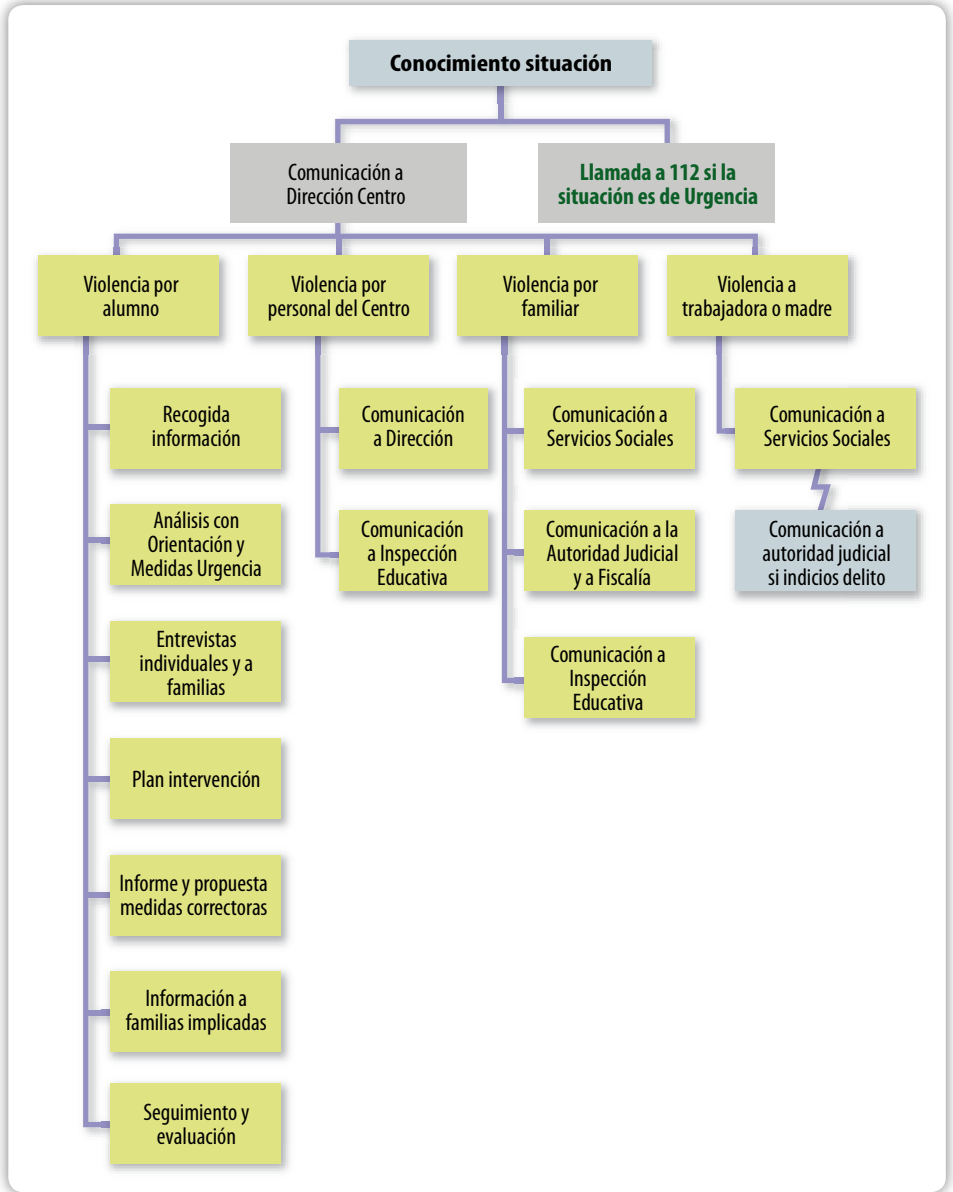 Conocimiento situación
Comunicación a
Dirección Centro
Llamada a 112 si la
situación es de Urgencia
Violencia por
alumno
Violencia por
personal del Centro
Violencia por
familiar
Violencia a
trabajadora o madre
Recogida
información
Análisis con
Orientación y
Medidas Urgencia
Entrevistas
individuales y a
familias
Plan intervención
Informe y propuesta
medidas correctoras
Información a
familias implicadas
Seguimiento y
evaluación
Comunicación
a Dirección
Comunicación
a Inspección
Educativa
Comunicación a
Servicios Sociales
Comunicación a la
Autoridad Judicial
y a Fiscalía
Comunicación a
Inspección
Educativa
Comunicación a
Servicios Sociales
Comunicación a
autoridad judicial
si indicios delito